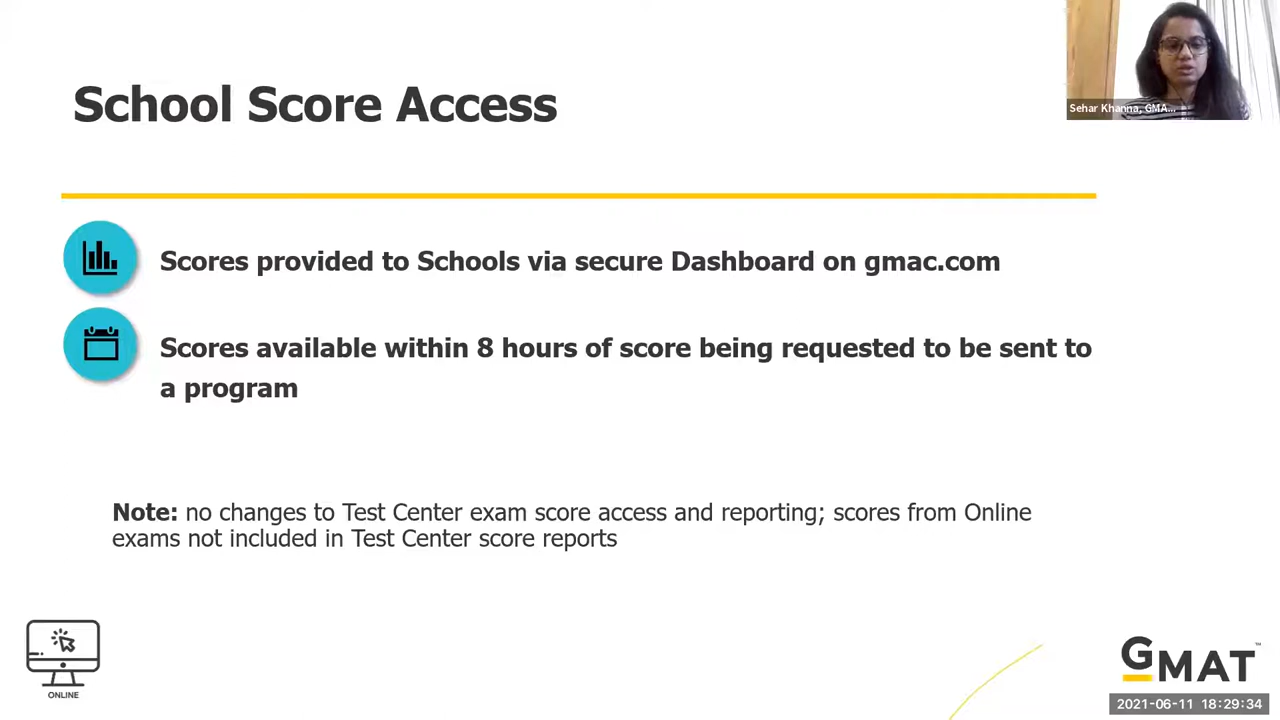 School Score Access
Sehar Khanna, GMA...
Scores provided to Schools via secure Dashboard on gmac.com
Scores available within 8 hours of score being requested to be sent to
a program
Note: no changes to Test Center exam score access and reporting; scores from Online
exams not included in Test Center score reports
ONLINE
GMAT™
2021-06-11 18:29:34